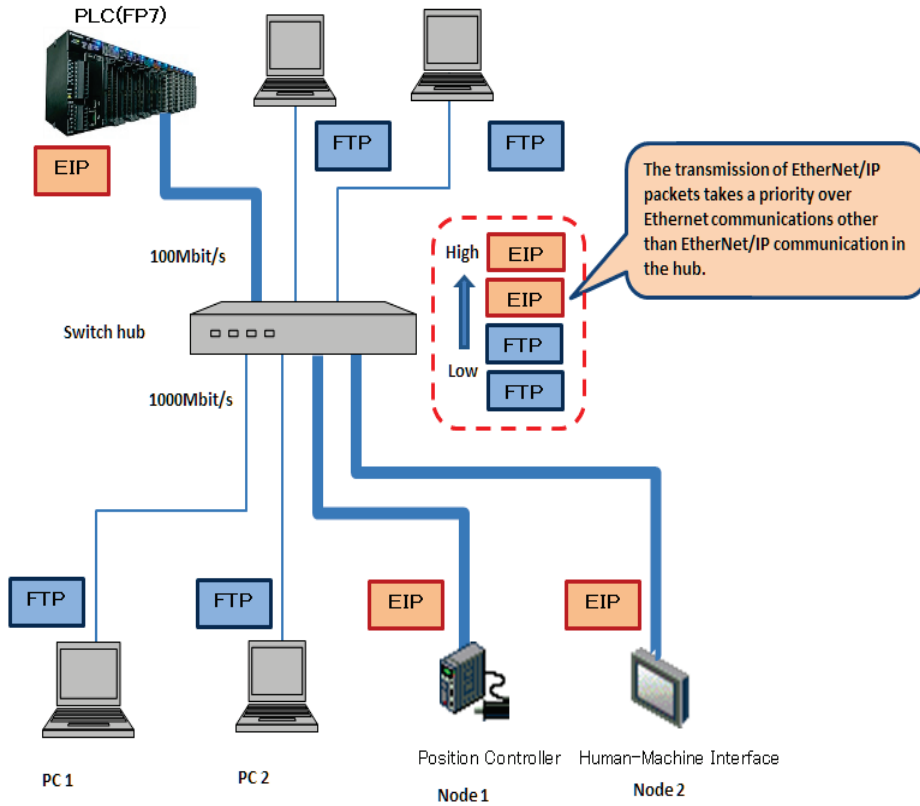 PLC(FP7)
EIP
FTP
FTP
The transmission of EtherNet/IP
packets takes a priority over
Ethernet communications other
than EtherNet/IP communication in
the hub.
100Mbit/s
High
EIP
EIP
Switch hub
FTP
Low
FTP
1000Mbit/s
FTP
FTP
EIP
EIP
Position Controller
Human-Machine Interface
PC 1
PC 2
Node 1
Node 2